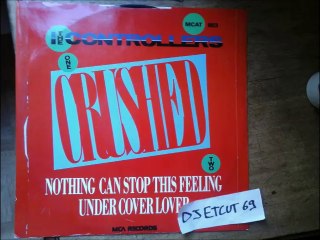 MCAT 903
THE
CONTROLLERS
ONE
CRUSHED
TWO
NOTHING CAN STOP THIS FEELING
UNDER COVER LOVER
MCA RECORDS
DJ ETCUT 69